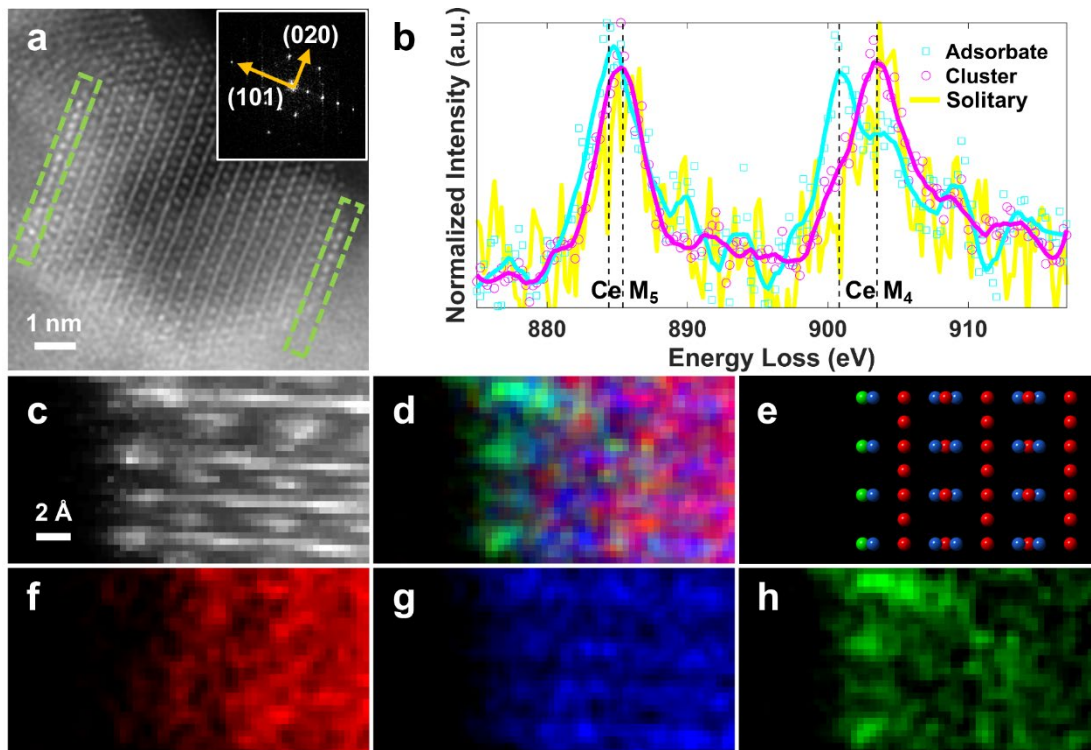 a
(020)
(101)
1 nm
b
Normalized Intensity (a.u.)
Adsorbate
Cluster
Solitary
Ce M5
Ce M4
880
890
900
910
Energy Loss (eV)
c
2 Å
d
e
f
g
h